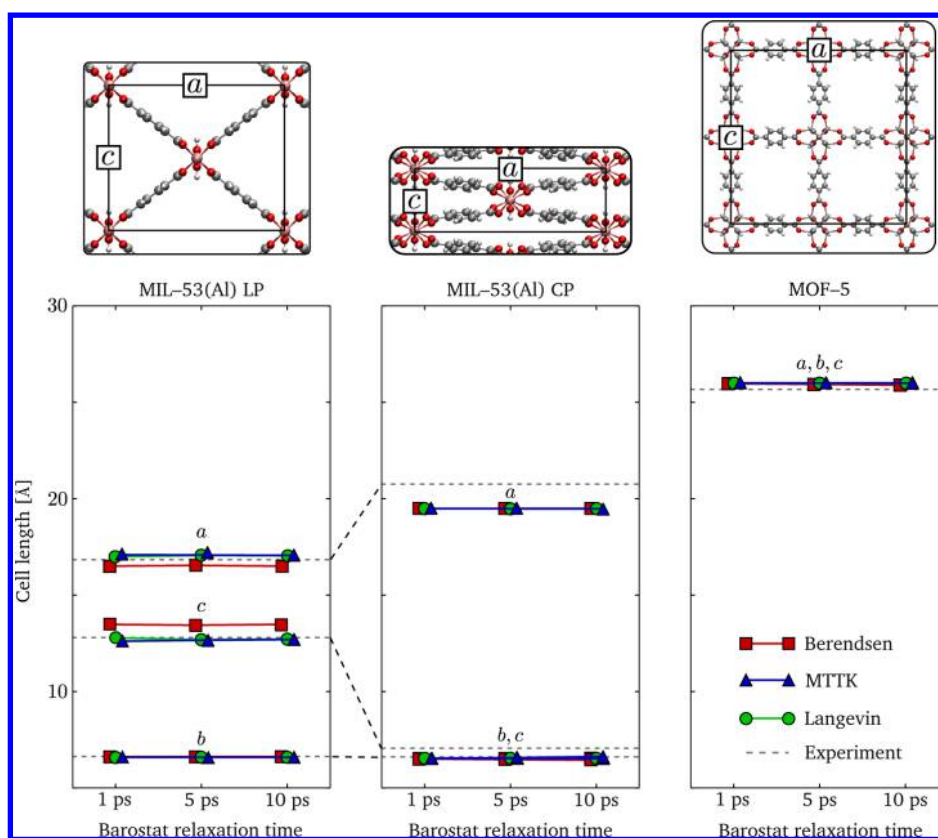 a
c
a
c
a
c
MIL–53(Al) LP
MIL–53(Al) CP
MOF–5
Cell length [Å]
30
20
10
a
c
b
a
b, c
a, b, c
Berendsen
MTTK
Langevin
Experiment
1 ps 5 ps 10 ps
1 ps 5 ps 10 ps
1 ps 5 ps 10 ps
Barostat relaxation time
Barostat relaxation time
Barostat relaxation time